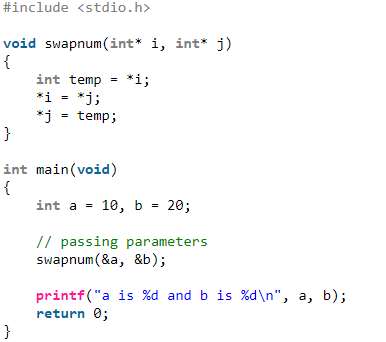 #include <stdio.h>
void swapnum(int* i, int* j)
{
    int temp = *i;
    *i = *j;
    *j = temp;
}
int main(void)
{
    int a = 10, b = 20;
    // passing parameters
    swapnum(&a, &b);
    printf("a is %d and b is %d\n", a, b);
    return 0;
}